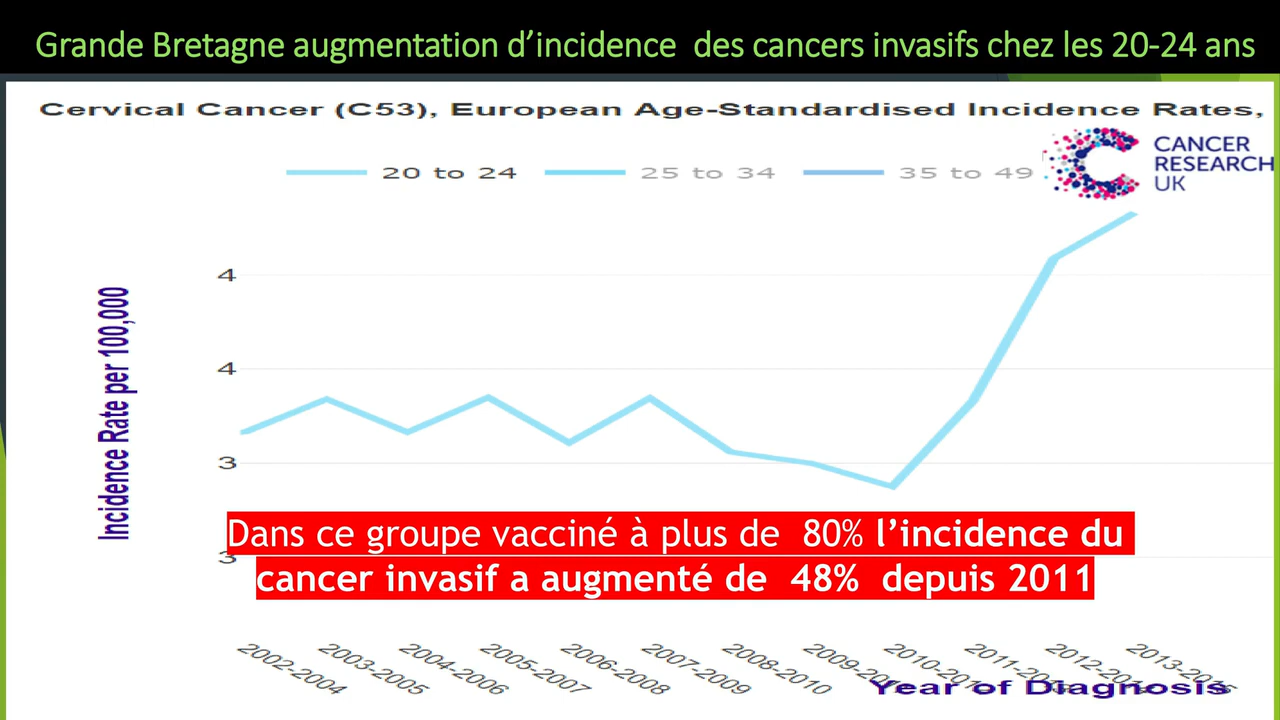 Grande Bretagne augmentation d’incidence des cancers invasifs chez les 20-24 ans
Cervical Cancer (C53), European Age-Standardised Incidence Rates,
20 to 24 25 to 34 35 to 49
CANCER
RESEARCH
UK
Incidence Rate per 100,000
4
4
3
3
Dans ce groupe vacciné à plus de 80% l’incidence du
cancer invasif a augmenté de 48% depuis 2011
2002-2004 2003-2005 2004-2006 2005-2007 2006-2008 2007-2009 2008-2010
Year of Diagnosis